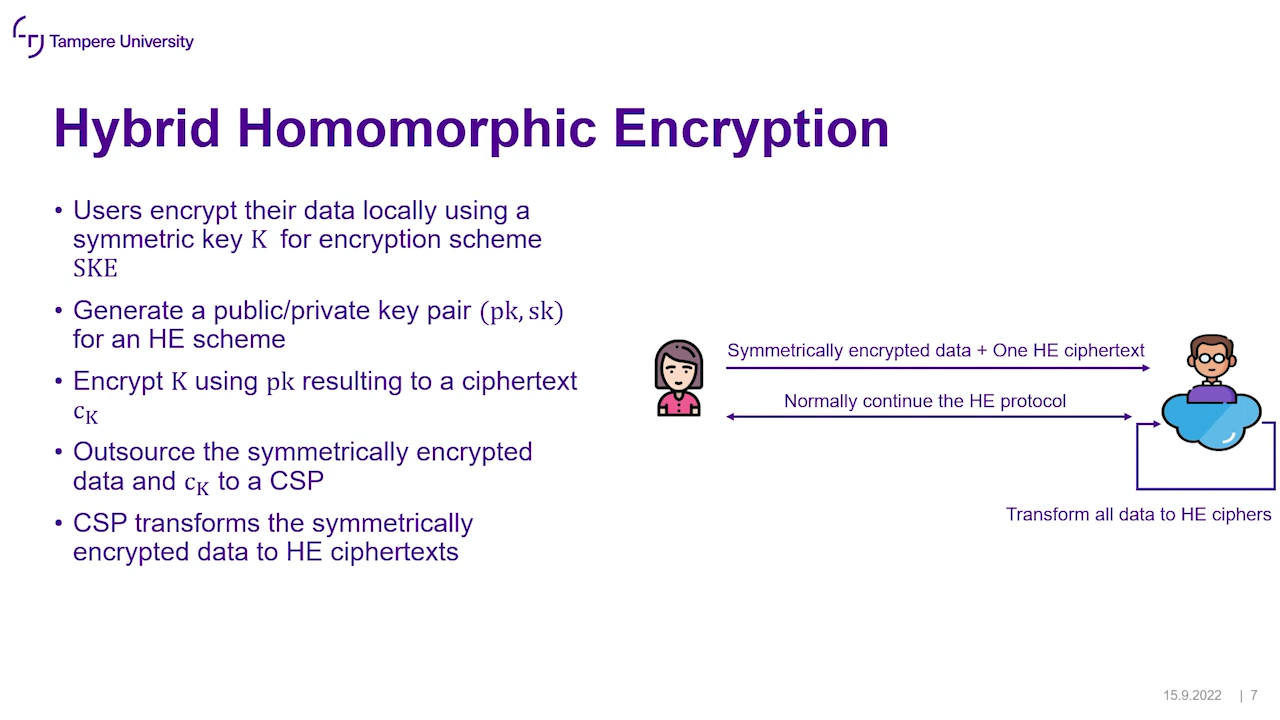 Tampere University
Hybrid Homomorphic Encryption
• Users encrypt their data locally using a
symmetric key K for encryption scheme
SKE
• Generate a public/private key pair (pk, sk)
for an HE scheme
• Encrypt K using pk resulting to a ciphertext
c_K
• Outsource the symmetrically encrypted
data and c_K to a CSP
• CSP transforms the symmetrically
encrypted data to HE ciphertexts
Symmetrically encrypted data + One HE ciphertext
Normally continue the HE protocol
Transform all data to HE ciphers
15.9.2022 | 7